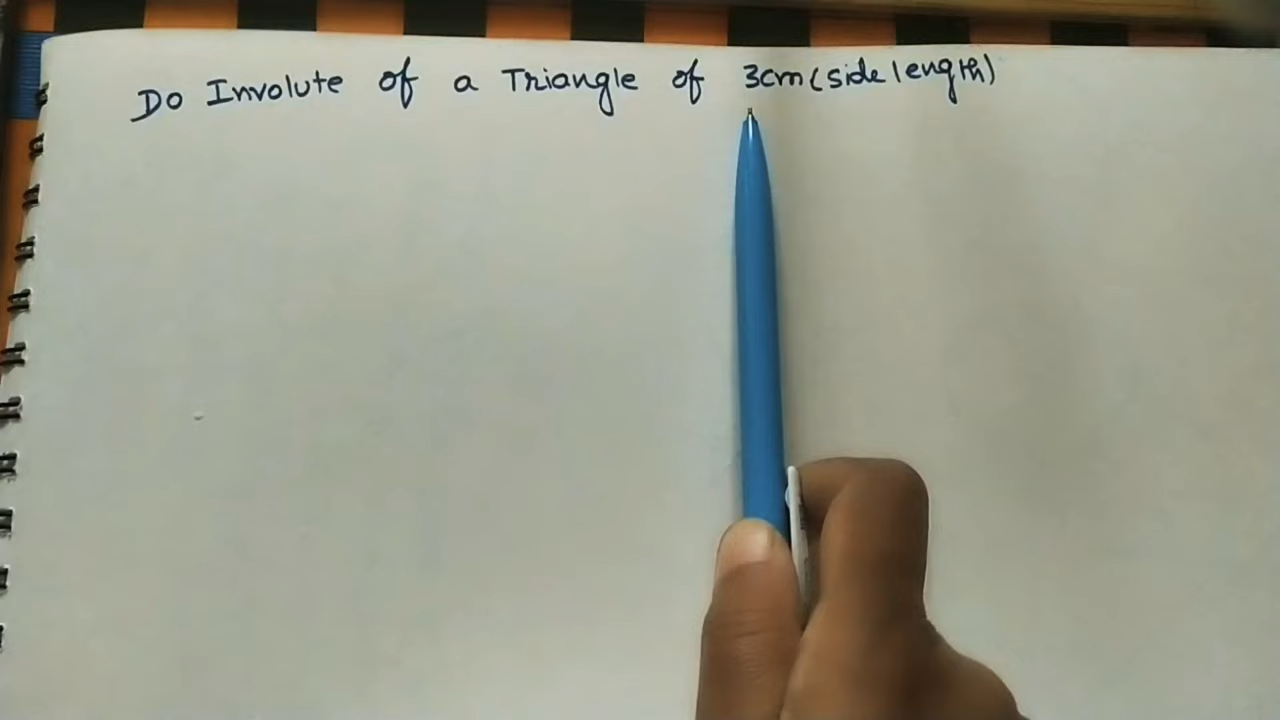 Do Involute of a Triangle of 3cm(side length)